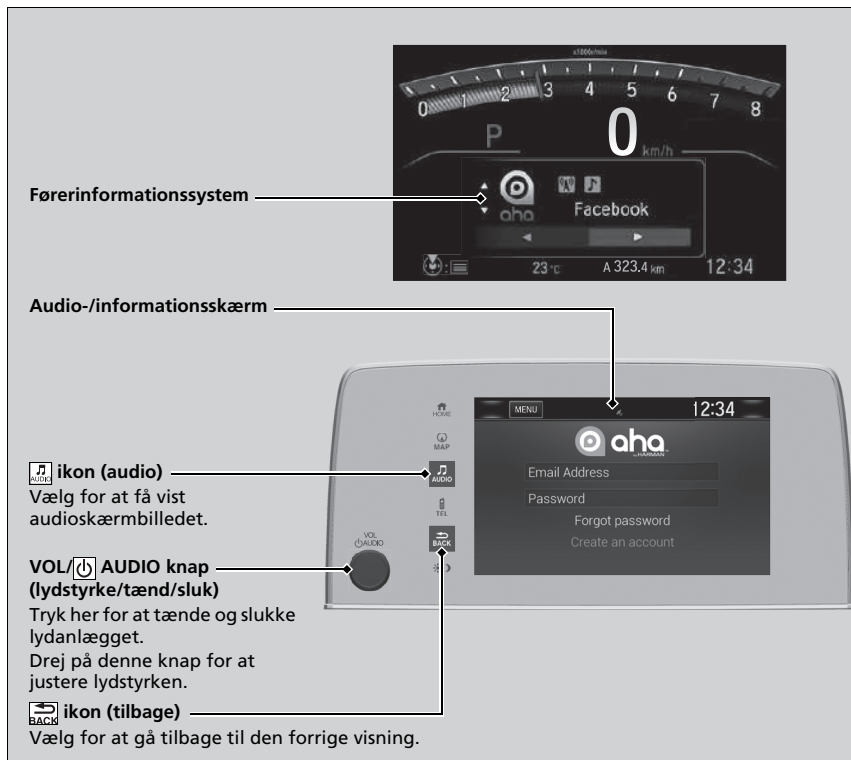 x1000r/min
0 1 2 3 4 5 6 7 8
P 0 km/h
Førerinformationssystem
aha
Facebook
23 °C A 323.4 km 12:34
Audio-/informationsskærm
HOME
MENU 12:34
MAP
aha
by HARMAN
AUDIO
Email Address
Password
TEL
Forgot password
Create an account
VOL
AUDIO
BACK
AUDIO ikon (audio)
Vælg for at få vist
audioskærmbilledet.
VOL/ AUDIO knap
(lydstyrke/tænd/sluk)
Tryk her for at tænde og slukke
lydanlægget.
Drej på denne knap for at
justere lydstyrken.
BACK ikon (tilbage)
Vælg for at gå tilbage til den forrige visning.